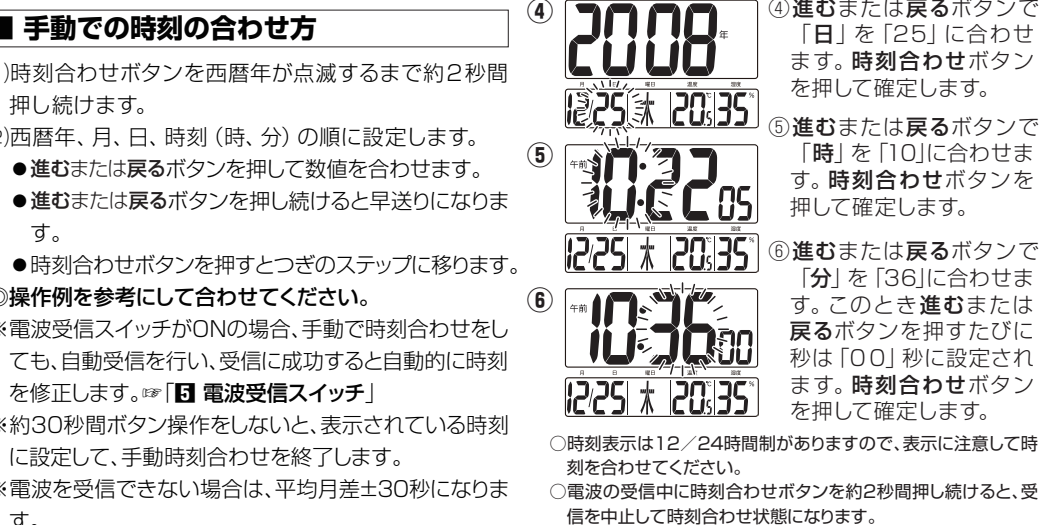 ■ 手動での時刻の合わせ方
)時刻合わせボタンを西暦年が点滅するまで約2秒間
押し続けます。
)西暦年、月、日、時刻（時、分）の順に設定します。
●進むまたは戻るボタンを押して数値を合わせます。
●進むまたは戻るボタンを押し続けると早送りになりま
す。
●時刻合わせボタンを押すとつぎのステップに移ります。
◎操作例を参考にして合わせてください。
※電波受信スイッチがONの場合、手動で時刻合わせをし
ても、自動受信を行い、受信に成功すると自動的に時刻
を修正します。☞「5 電波受信スイッチ」
※約30秒間ボタン操作をしないと、表示されている時刻
に設定して、手動時刻合わせを終了します。
※電波を受信できない場合は、平均月差±30秒になりま
す。
④
2008年
月 日 曜日 温度 湿度
12/25 木 20.5℃ 35%
④進むまたは戻るボタンで
「日」を「25」に合わせ
ます。時刻合わせボタン
を押して確定します。
⑤
午前 10:22 05
月 日 曜日 温度 湿度
12/25 木 20.5℃ 35%
⑤進むまたは戻るボタンで
「時」を「10」に合わせま
す。時刻合わせボタンを
押して確定します。
⑥
午前 10:36 00
月 日 曜日 温度 湿度
12/25 木 20.5℃ 35%
⑥進むまたは戻るボタンで
「分」を「36」に合わせま
す。このとき進むまたは
戻るボタンを押すたびに
秒は「00」秒に設定され
ます。時刻合わせボタン
を押して確定します。
○時刻表示は12／24時間制がありますので、表示に注意して時
刻を合わせてください。
○電波の受信中に時刻合わせボタンを約2秒間押し続けると、受
信を中止して時刻合わせ状態になります。